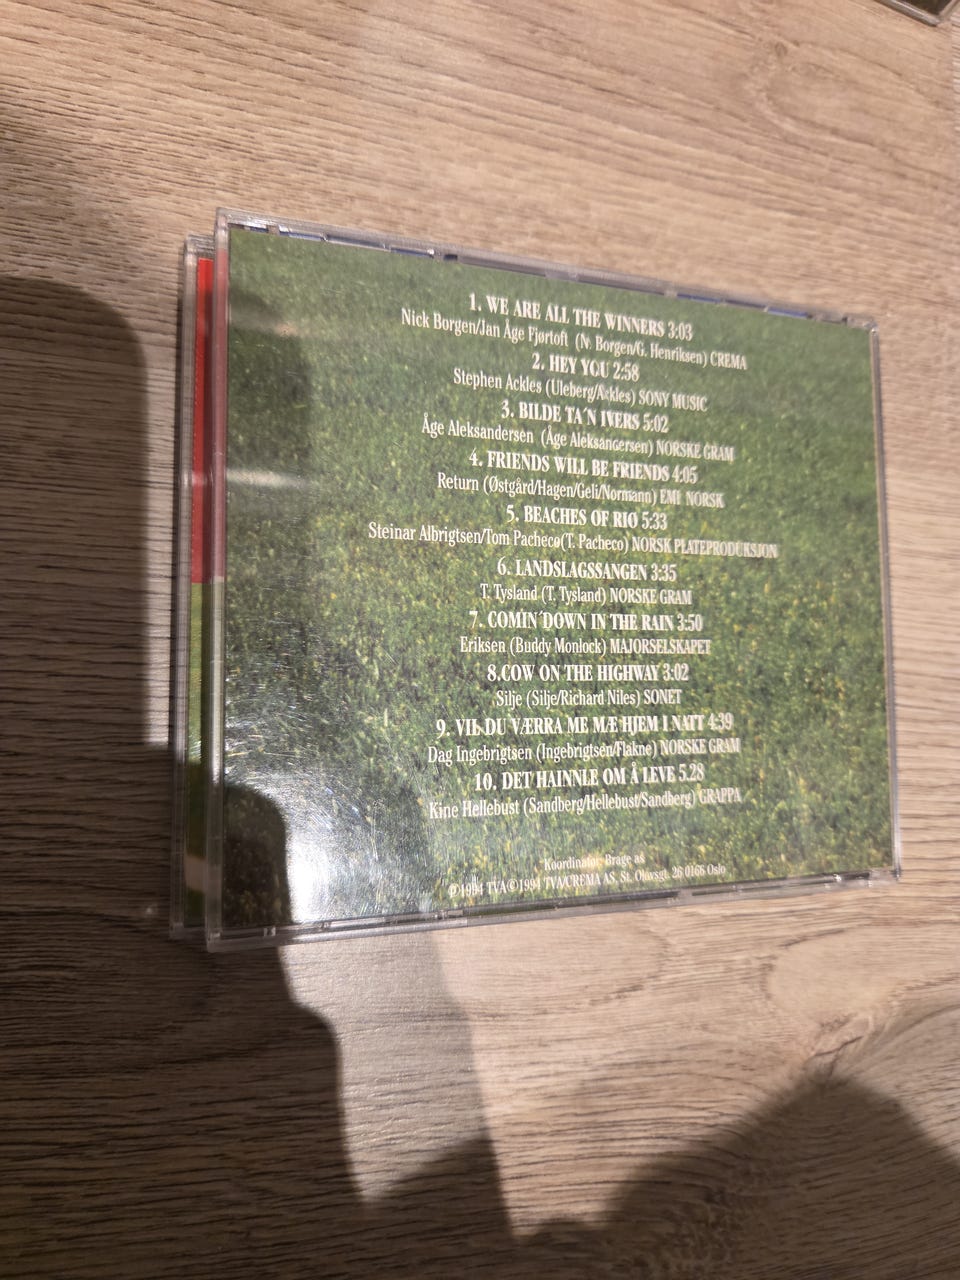 1. WE ARE ALL THE WINNERS 3:03
Nick Borgen/Jan Åge Fjørtoft (N. Borgen/G. Henriksen) CREMA
2. HEY YOU 2:58
Stephen Ackles (Uleberg/Ackles) SONY MUSIC
3. BILDE TA´N IVERS 5:02
Åge Aleksandersen (Åge Aleksandersen) NORSKE GRAM
4. FRIENDS WILL BE FRIENDS 4:05
Return (Østgård/Hagen/Geli/Normann) EMI NORSK
5. BEACHES OF RIO 5:33
Steinar Albrigtsen/Tom Pacheco(T. Pacheco) NORSK PLATEPRODUKSJON
6. LANDSLAGSSANGEN 3:35
T. Tysland (T. Tysland) NORSKE GRAM
7. COMIN´DOWN IN THE RAIN 3:50
Eriksen (Buddy Monlock) MAJORSELSKAPET
8.COW ON THE HIGHWAY 3:02
Silje (Silje/Richard Niles) SONET
9. VIL DU VÆRRA ME MÆ HJEM I NATT 4:39
Dag Ingebrigtsen (Ingebrigtsen/Flakne) NORSKE GRAM
10. DET HAINNLE OM Å LEVE 5.28
Kine Hellebust (Sandberg/Hellebust/Sandberg) GRAPPA
Koordinator: Brage as
℗1994 TVA©1994 TVA/CREMA AS, St. Olavsgt. 26 0166 Oslo